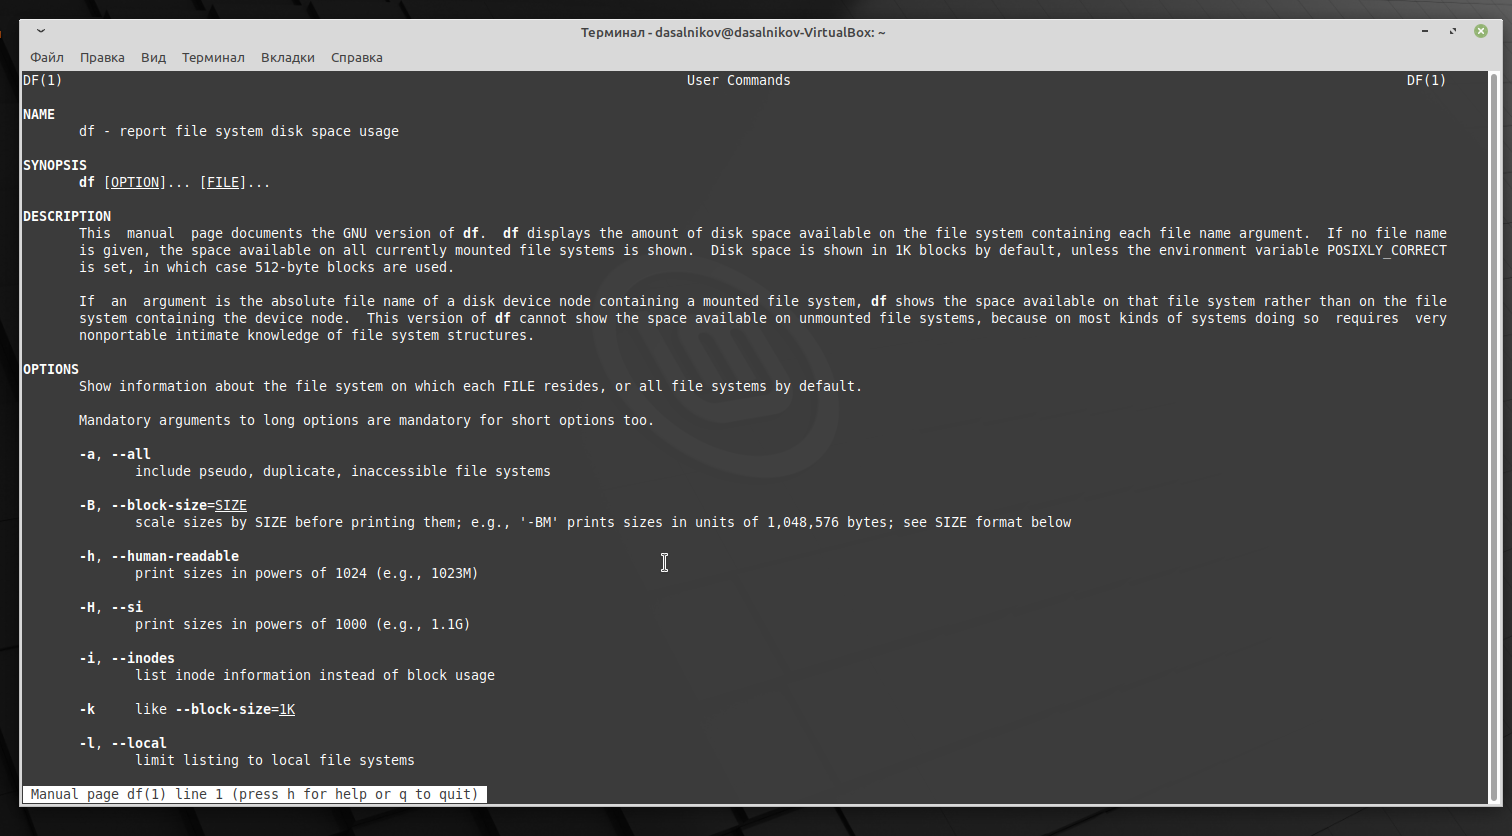 Терминал - dasalnikov@dasalnikov-VirtualBox: ~
Файл Правка Вид Терминал Вкладки Справка
DF(1) User Commands DF(1)
NAME
df - report file system disk space usage
SYNOPSIS
df [OPTION]... [FILE]...
DESCRIPTION
This manual page documents the GNU version of df. df displays the amount of disk space available on the file system containing each file name argument. If no file name
is given, the space available on all currently mounted file systems is shown. Disk space is shown in 1K blocks by default, unless the environment variable POSIXLY_CORRECT
is set, in which case 512-byte blocks are used.
If an argument is the absolute file name of a disk device node containing a mounted file system, df shows the space available on that file system rather than on the file
system containing the device node. This version of df cannot show the space available on unmounted file systems, because on most kinds of systems doing so requires very
nonportable intimate knowledge of file system structures.
OPTIONS
Show information about the file system on which each FILE resides, or all file systems by default.
Mandatory arguments to long options are mandatory for short options too.
-a, --all
include pseudo, duplicate, inaccessible file systems
-B, --block-size=SIZE
scale sizes by SIZE before printing them; e.g., '-BM' prints sizes in units of 1,048,576 bytes; see SIZE format below
-h, --human-readable
print sizes in powers of 1024 (e.g., 1023M)
-H, --si
print sizes in powers of 1000 (e.g., 1.1G)
-i, --inodes
list inode information instead of block usage
-k like --block-size=1K
-l, --local
limit listing to local file systems
Manual page df(1) line 1 (press h for help or q to quit)